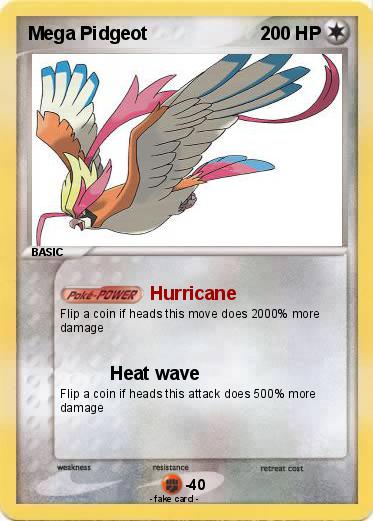 Mega Pidgeot 200 HP
BASIC
Poké-POWER Hurricane
Flip a coin if heads this move does 2000% more
damage
Heat wave
Flip a coin if heads this attack does 500% more
damage
weakness resistance retreat cost
-40
- fake card -